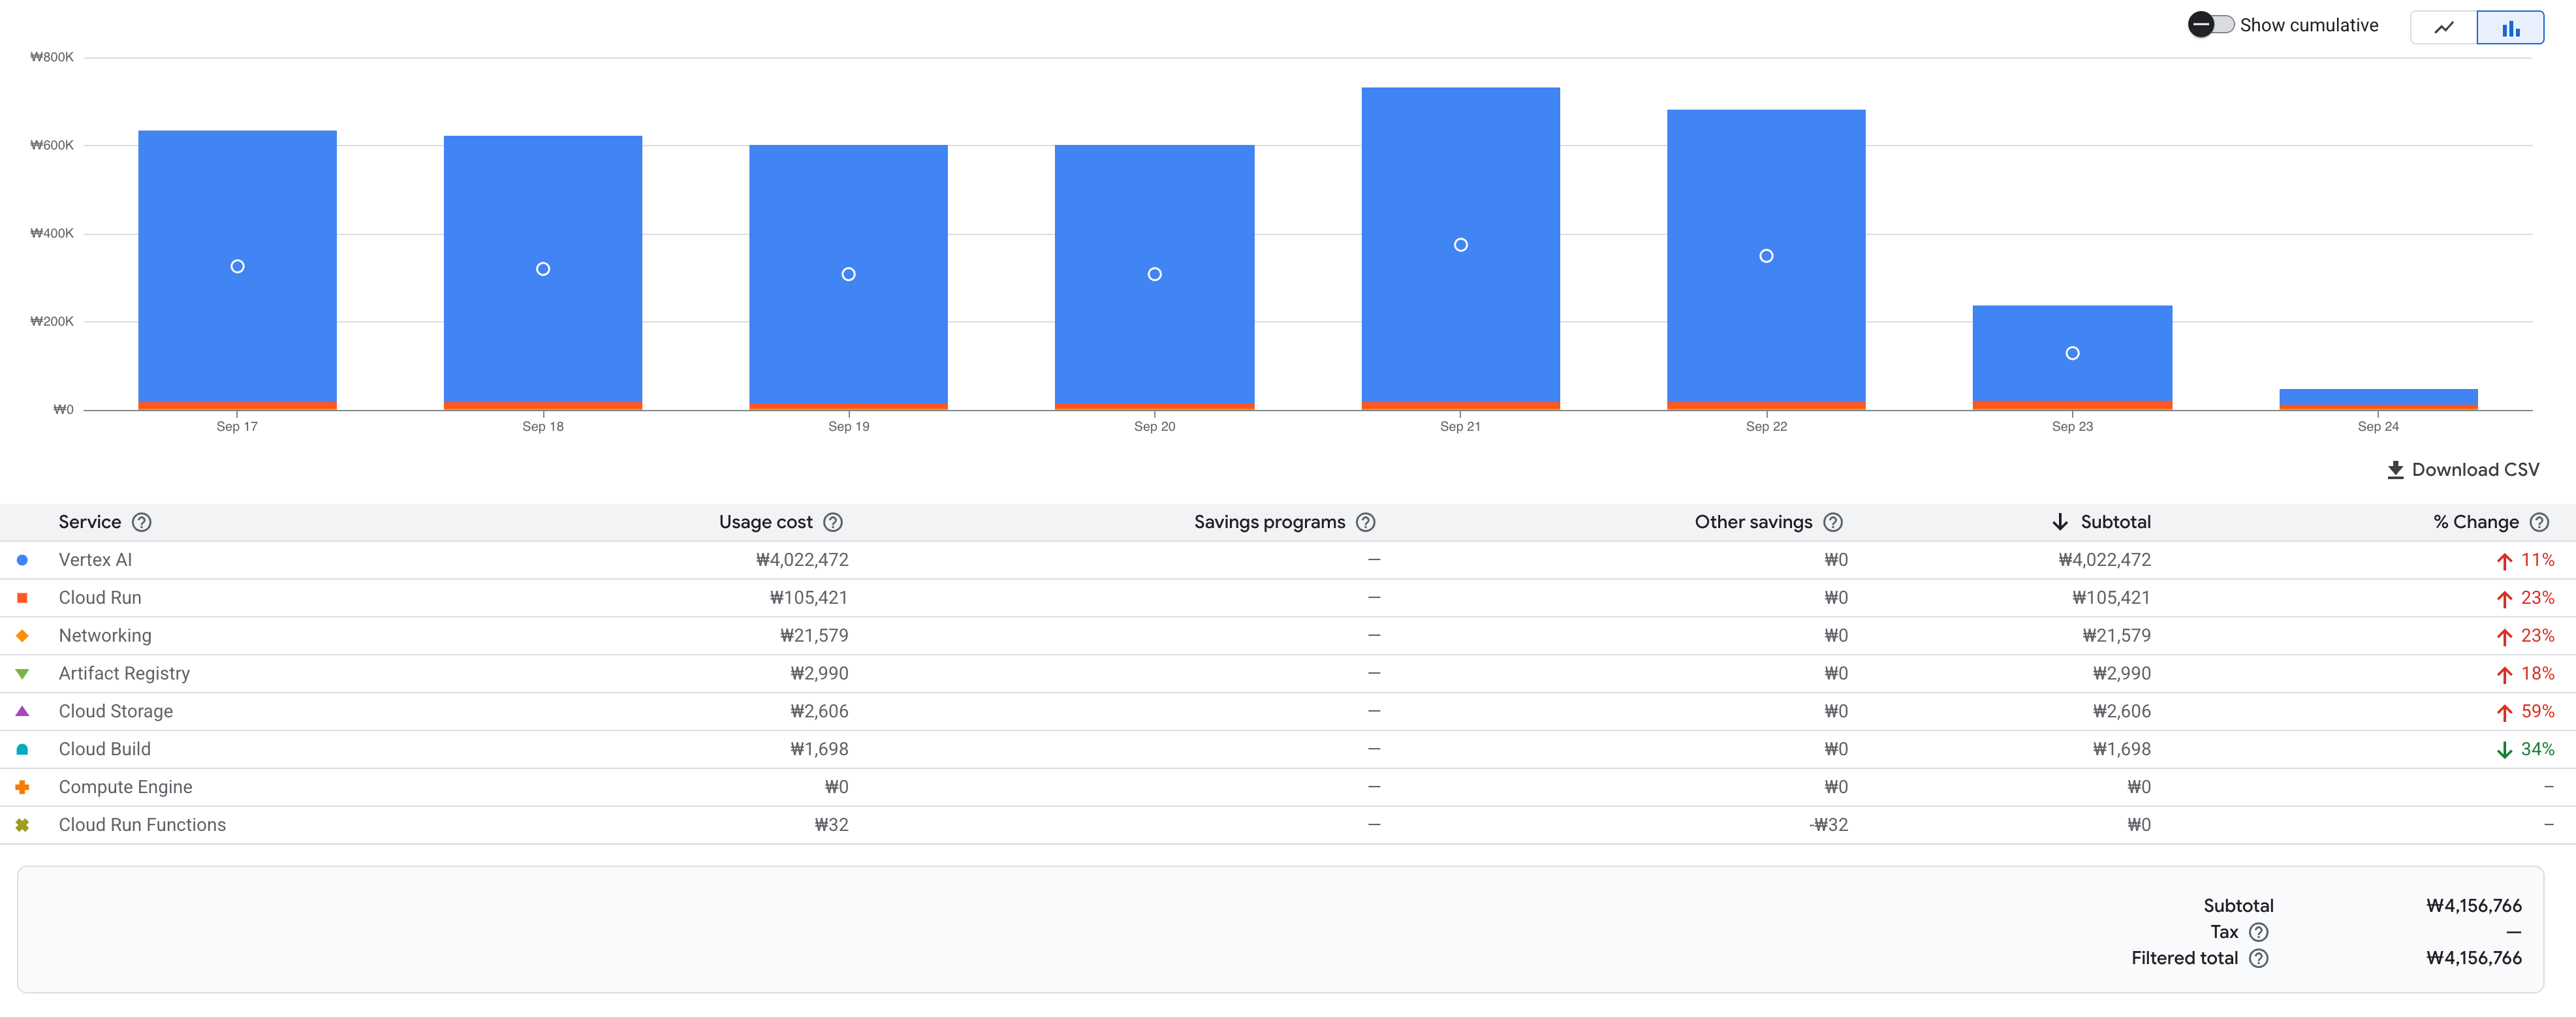 Show cumulative
₩800K
₩600K
₩400K
₩200K
₩0
Sep 17 Sep 18 Sep 19 Sep 20 Sep 21 Sep 22 Sep 23 Sep 24
Download CSV
Service Usage cost Savings programs Other savings Subtotal % Change
Vertex AI ₩4,022,472 — ₩0 ₩4,022,472 11%
Cloud Run ₩105,421 — ₩0 ₩105,421 23%
Networking ₩21,579 — ₩0 ₩21,579 23%
Artifact Registry ₩2,990 — ₩0 ₩2,990 18%
Cloud Storage ₩2,606 — ₩0 ₩2,606 59%
Cloud Build ₩1,698 — ₩0 ₩1,698 34%
Compute Engine ₩0 — ₩0 ₩0 –
Cloud Run Functions ₩32 — -₩32 ₩0 –
Subtotal ₩4,156,766
Tax —
Filtered total ₩4,156,766